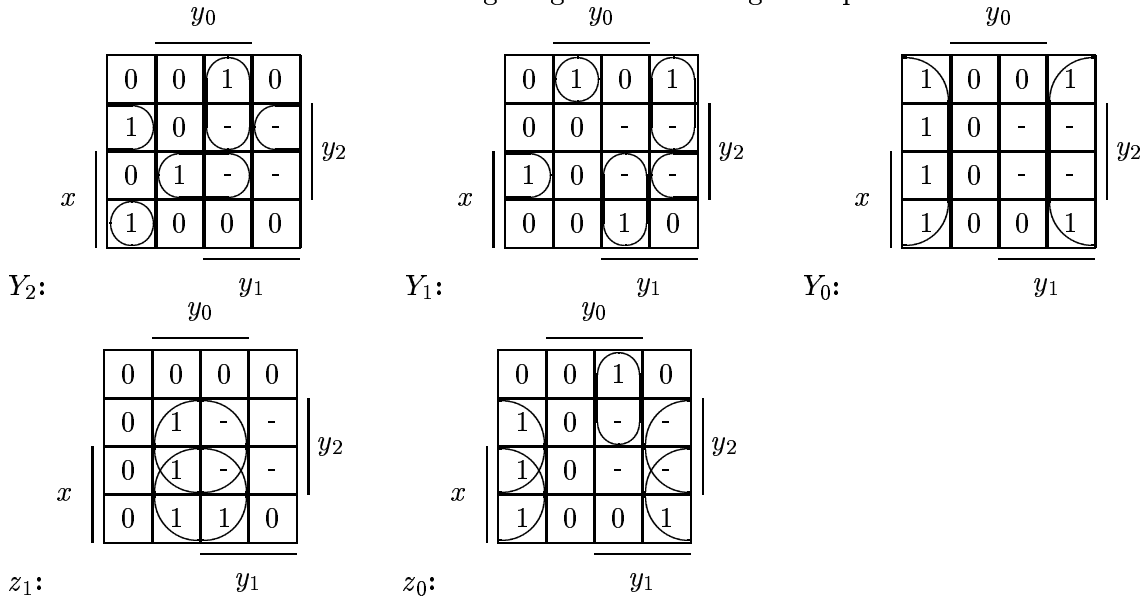 y₀ y₀ y₀
0 0 1 0 0 1 0 1 1 0 0 1
1 0 - - 0 0 - - 1 0 - -
y₂ y₂ y₂
0 1 - - 1 0 - - 1 0 - -
x x x
1 0 0 0 0 0 1 0 1 0 0 1
Y₂: y₁ Y₁: y₁ Y₀: y₁
y₀ y₀
0 0 0 0 0 0 1 0
0 1 - - 1 0 - -
y₂ y₂
0 1 - - 1 0 - -
x x
0 1 1 0 1 0 0 1
z₁: y₁ z₀: y₁